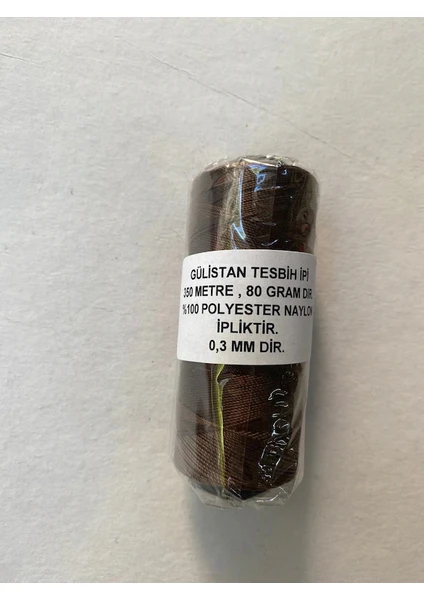 GÜLİSTAN TESBİH İPİ
350 METRE , 80 GRAM DIR.
%100 POLYESTER NAYLON
İPLİKTİR.
0,3 MM DİR.